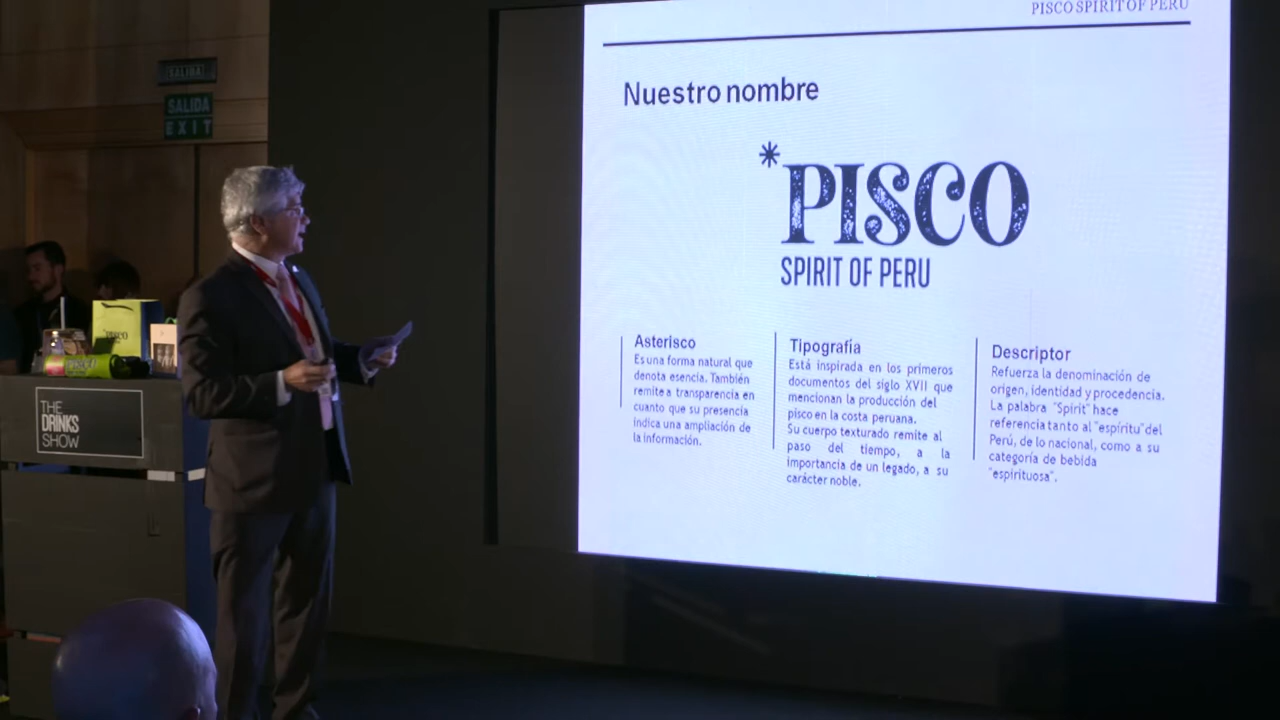 PISCO SPIRIT OF PERU
SALIDA
SALIDA
EXIT
Nuestro nombre
*PISCO
SPIRIT OF PERU
Asterisco
Es una forma natural que
denota esencia. También
remite a transparencia en
cuanto que su presencia
indica una ampliación de
la información.
Tipografía
Está inspirada en los primeros
documentos del siglo XVII que
mencionan la producción del
pisco en la costa peruana.
Su cuerpo texturado remite al
paso del tiempo, a la
importancia de un legado, a su
carácter noble.
Descriptor
Refuerza la denominación de
origen, identidad y procedencia.
La palabra "Spirit" hace
referencia tanto al "espíritu" del
Perú, de lo nacional, como a su
categoría de bebida
"espirituosa".
*PISCO
PISCO
THE
DRINKS
SHOW